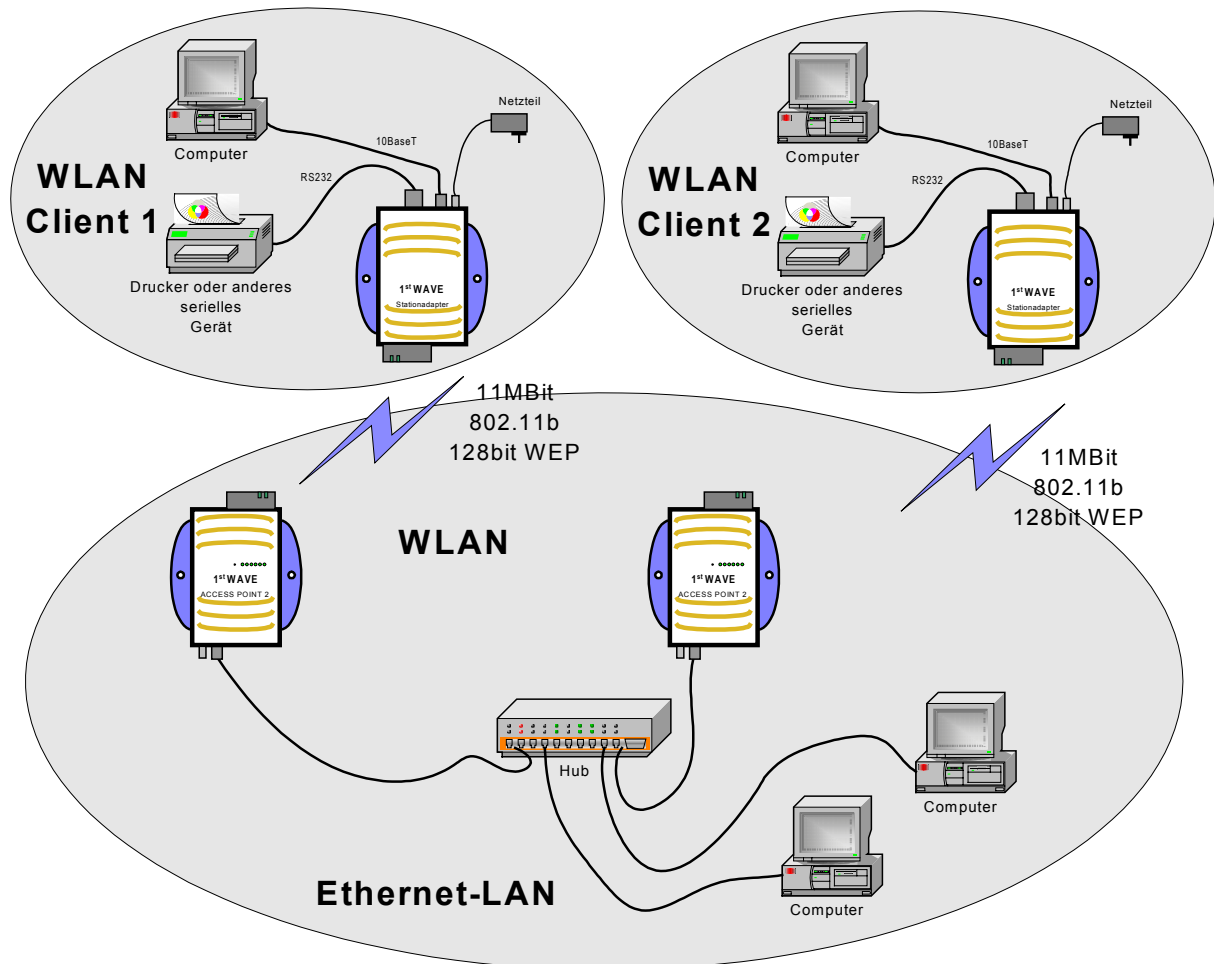 Computer
10BaseT
Netzteil
WLAN
Client 1
RS232
Drucker oder anderes
serielles
Gerät
1st WAVE
Stationadapter
Computer
10BaseT
Netzteil
WLAN
Client 2
RS232
Drucker oder anderes
serielles
Gerät
1st WAVE
Stationadapter
11MBit
802.11b
128bit WEP
11MBit
802.11b
128bit WEP
WLAN
1st WAVE
ACCESS POINT 2
1st WAVE
ACCESS POINT 2
Hub
Computer
Computer
Ethernet-LAN